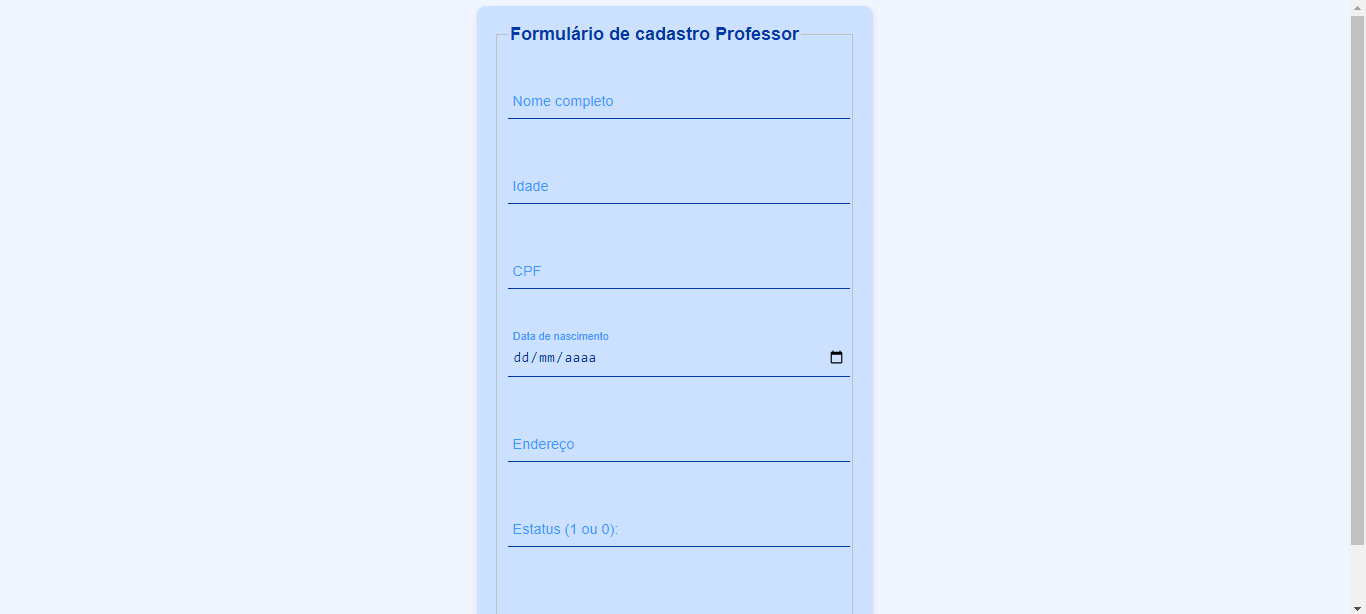 Formulário de cadastro Professor
Nome completo
Idade
CPF
Data de nascimento
dd/mm/aaaa
Endereço
Estatus (1 ou 0):